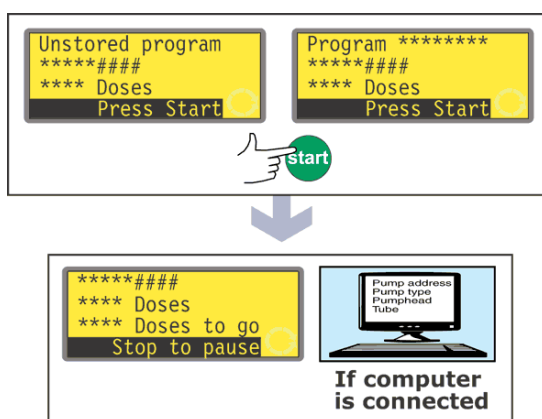 Unstored program
*****####
**** Doses
Press Start
Program ********
*****####
**** Doses
Press Start
start
*****####
**** Doses
**** Doses to go
Stop to pause
Pump address
Pump type
Pumphead
Tube
If computer
is connected